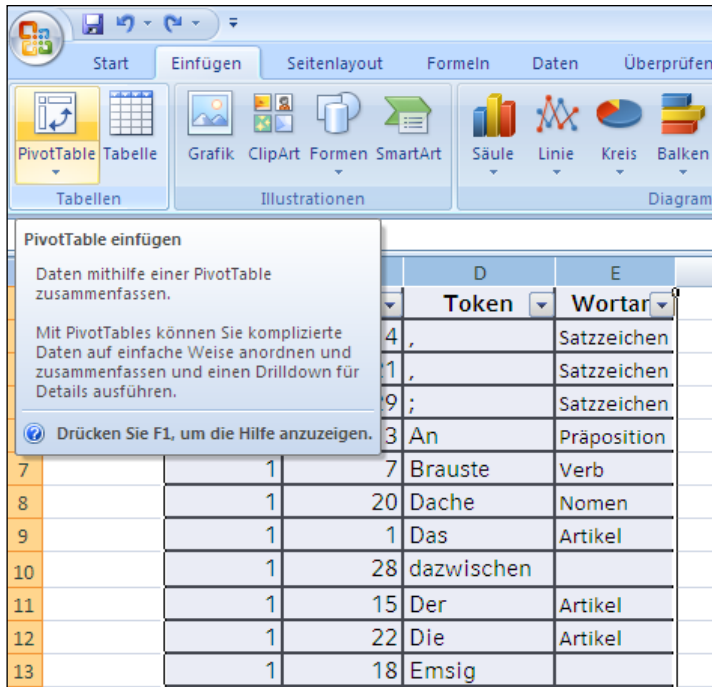 Start Einfügen Seitenlayout Formeln Daten Überprüfen
PivotTable Tabelle Grafik ClipArt Formen SmartArt Säule Linie Kreis Balken
Tabellen Illustrationen Diagram
PivotTable einfügen
Daten mithilfe einer PivotTable
zusammenfassen.
Mit PivotTables können Sie komplizierte
Daten auf einfache Weise anordnen und
zusammenfassen und einen Drilldown für
Details ausführen.
Drücken Sie F1, um die Hilfe anzuzeigen.
D E
Token Wortar
4 , Satzzeichen
21 , Satzzeichen
29 ; Satzzeichen
3 An Präposition
7 1 7 Brauste Verb
8 1 20 Dache Nomen
9 1 1 Das Artikel
10 1 28 dazwischen
11 1 15 Der Artikel
12 1 22 Die Artikel
13 1 18 Emsig